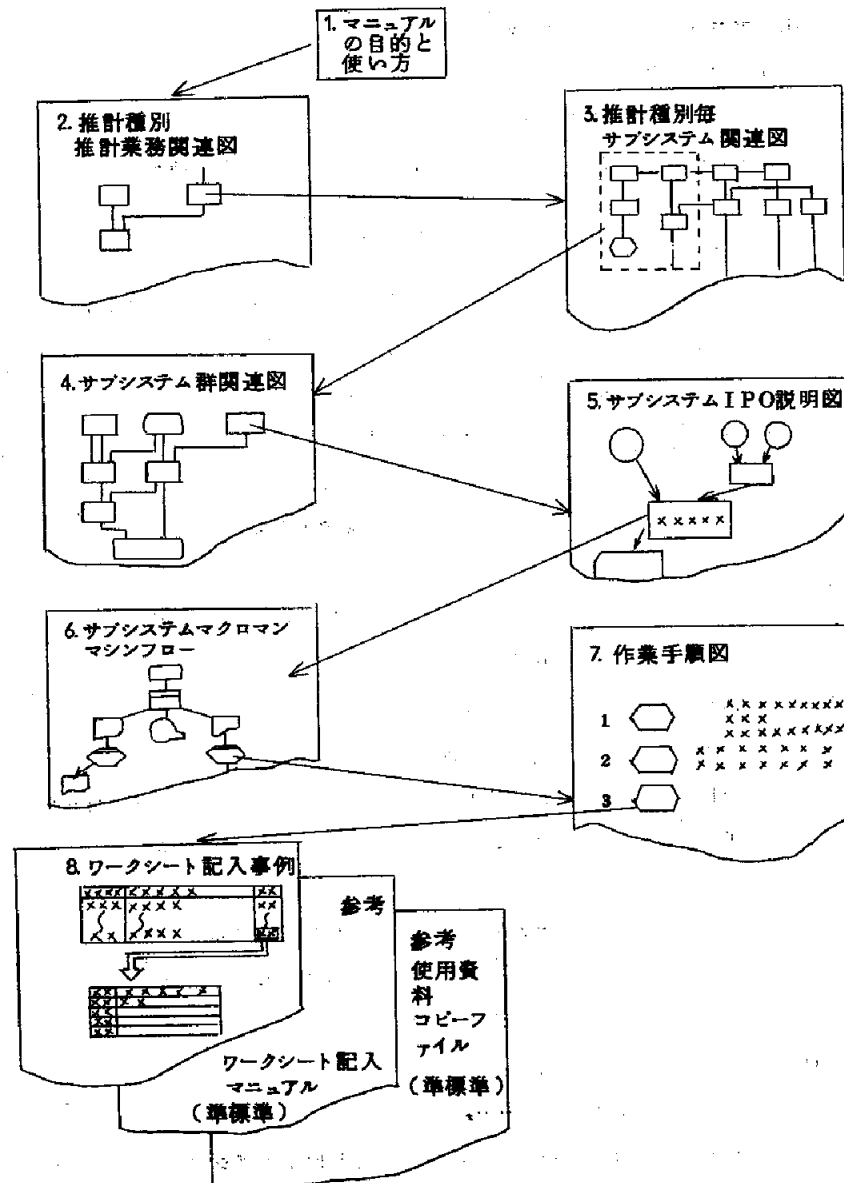 1. マニュアル
の目的と
使い方
2. 推計種別
推計業務関連図
3. 推計種別毎
サブシステム関連図
4. サブシステム群関連図
5. サブシステムIPO説明図
×××××
6. サブシステムマクロマン
マシンフロー
7. 作業手順図
1
2
3
8. ワークシート記入事例
参考
ワークシート記入
マニュアル
(準標準)
参考
使用資
料
コピーフ
ァイル
(準標準)